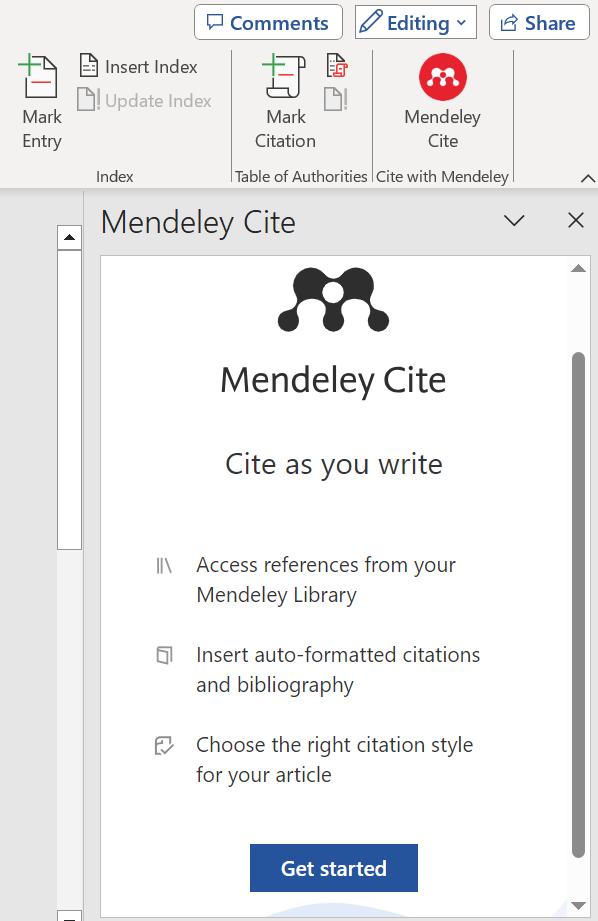 Comments
Editing
Share
Mark
Entry
Insert Index
Update Index
Index
Mark
Citation
Table of Authorities
Mendeley
Cite
Cite with Mendeley
Mendeley Cite
Mendeley Cite
Cite as you write
Access references from your
Mendeley Library
Insert auto-formatted citations
and bibliography
Choose the right citation style
for your article
Get started